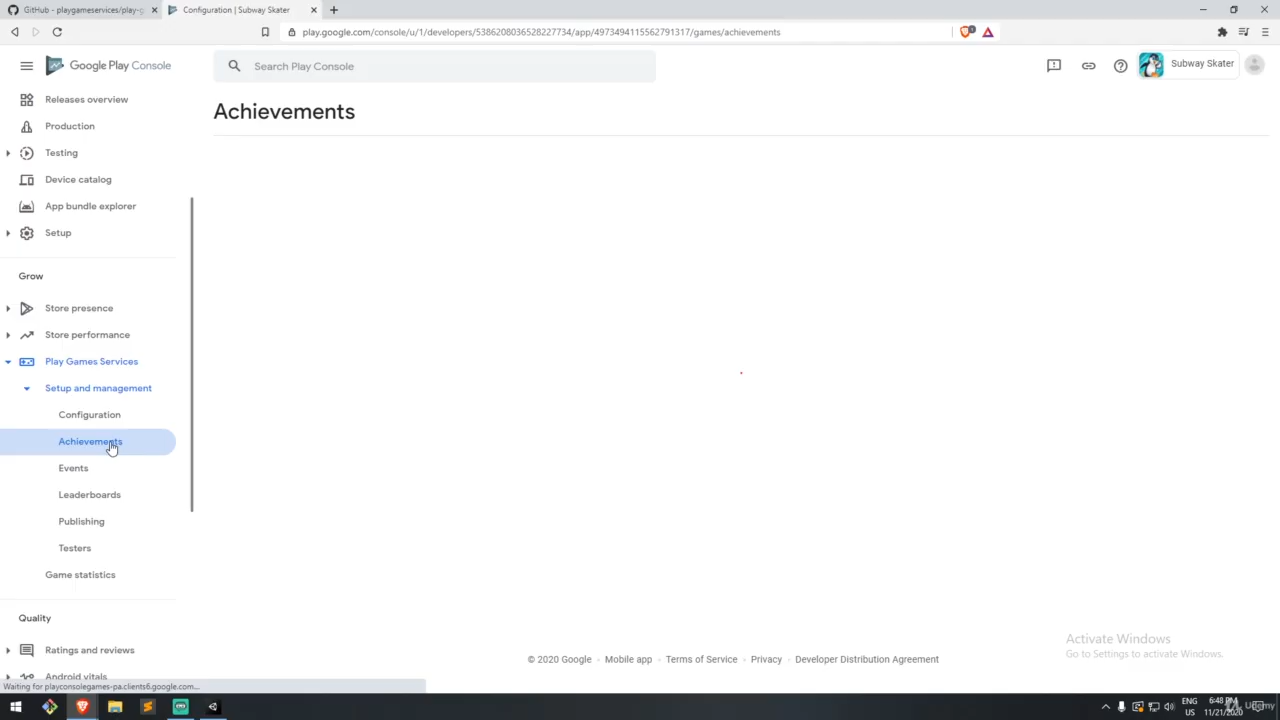 GitHub - playgameservices/play-g
Configuration | Subway Skater
play.google.com/console/u/1/developers/5386208036528227734/app/4973494115562791317/games/achievements
Google Play Console
Search Play Console
Subway Skater
Releases overview
Production
Testing
Device catalog
App bundle explorer
Setup
Grow
Store presence
Store performance
Play Games Services
Setup and management
Configuration
Achievements
Events
Leaderboards
Publishing
Testers
Game statistics
Quality
Ratings and reviews
Android vitals
Achievements
Activate Windows
Go to Settings to activate Windows.
© 2020 Google · Mobile app · Terms of Service · Privacy · Developer Distribution Agreement
Waiting for playconsolegames-pa.clients6.google.com...
ENG
US
6:48 PM
11/21/2020
Udemy